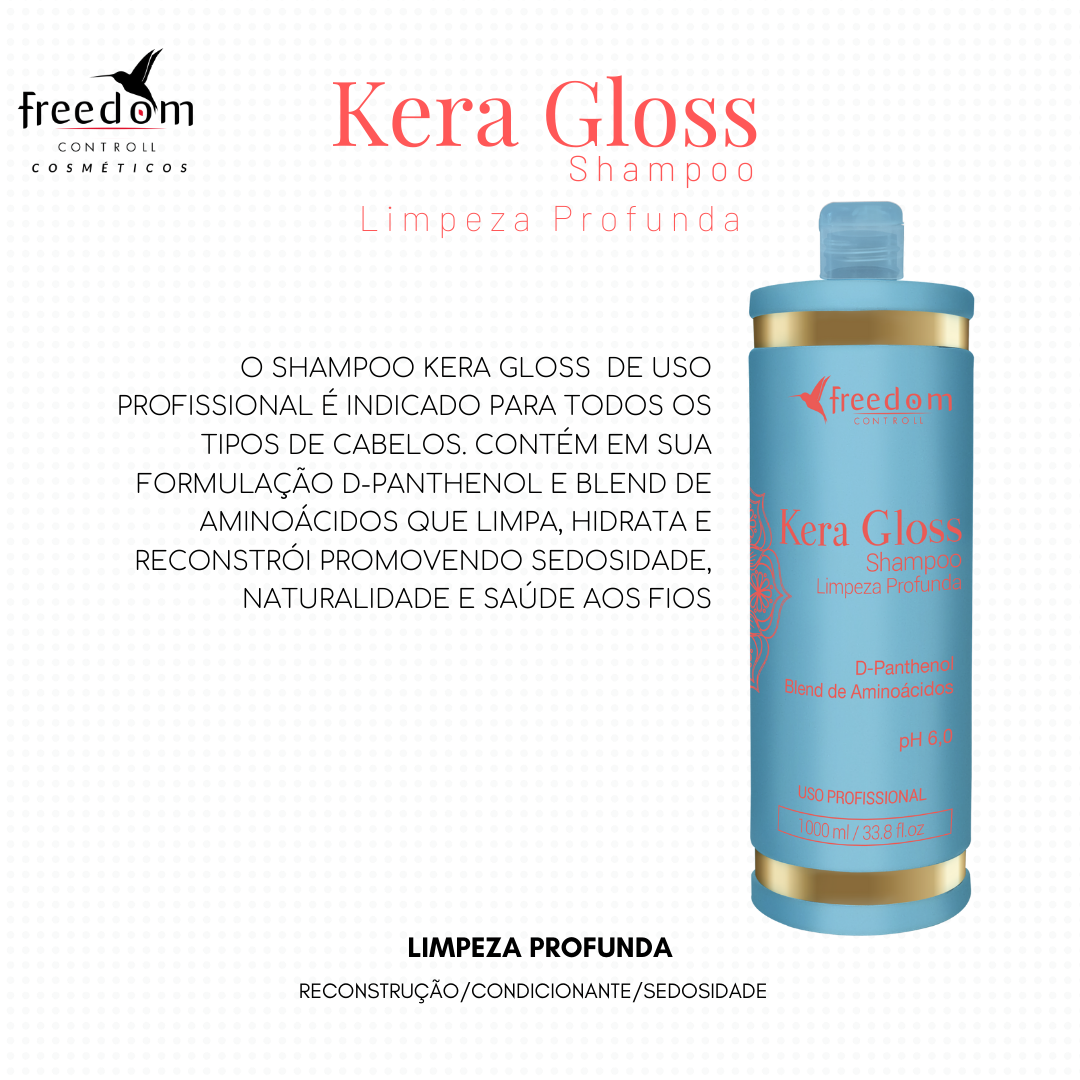 freedom
CONTROLL
COSMÉTICOS
Kera Gloss
Shampoo
Limpeza Profunda
O SHAMPOO KERA GLOSS DE USO
PROFISSIONAL É INDICADO PARA TODOS OS
TIPOS DE CABELOS. CONTÉM EM SUA
FORMULAÇÃO D-PANTHENOL E BLEND DE
AMINOÁCIDOS QUE LIMPA, HIDRATA E
RECONSTRÓI PROMOVENDO SEDOSIDADE,
NATURALIDADE E SAÚDE AOS FIOS
freedom
CONTROLL
Kera Gloss
Shampoo
Limpeza Profunda
D-Panthenol
Blend de Aminoácidos
pH 6.0
USO PROFISSIONAL
1000 ml / 33.8 fl.oz
LIMPEZA PROFUNDA
RECONSTRUÇÃO/CONDICIONANTE/SEDOSIDADE